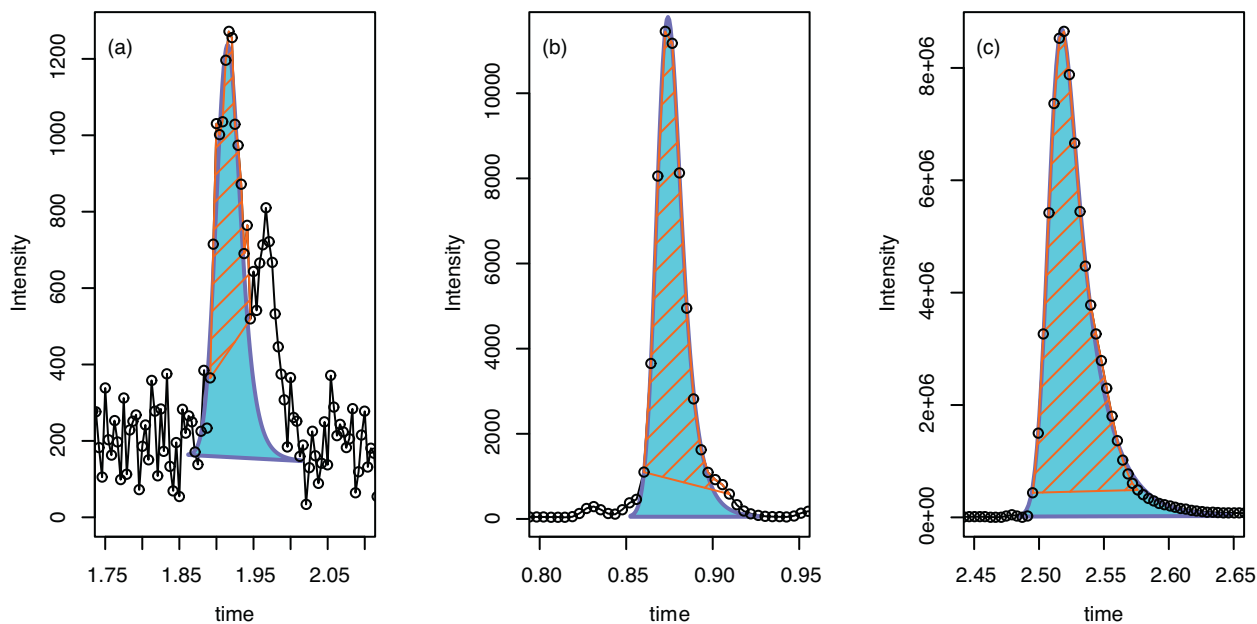 (a)
Intensity
0 200 400 600 800 1000 1200
1.75 1.85 1.95 2.05
time
(b)
Intensity
0 2000 4000 6000 8000 10000
0.80 0.85 0.90 0.95
time
(c)
Intensity
0e+00 2e+06 4e+06 6e+06 8e+06
2.45 2.50 2.55 2.60 2.65
time